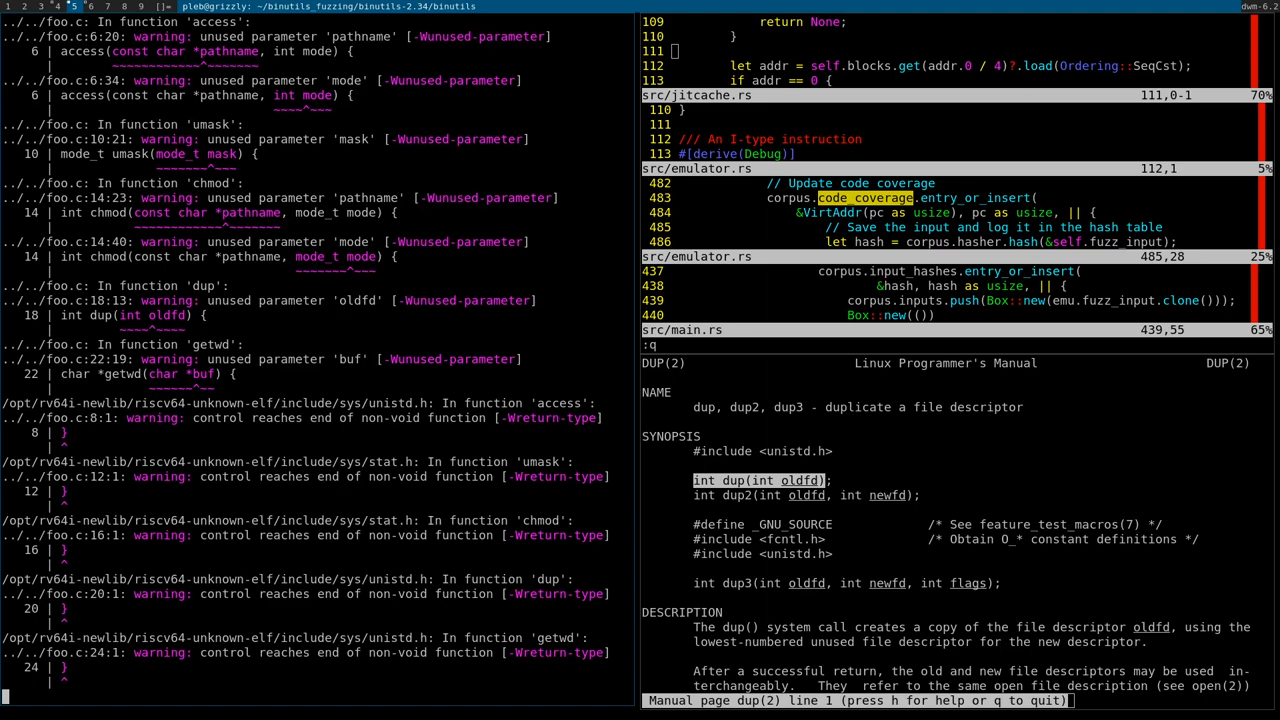 1 2 3 4 5 6 7 8 9 []= pleb@grizzly: ~/binutils_fuzzing/binutils-2.34/binutils dwm-6.2
../../foo.c: In function 'access':
../../foo.c:6:20: warning: unused parameter 'pathname' [-Wunused-parameter]
6 | access(const char *pathname, int mode) {
| ~~~~~~~~~~~~^~~~~~~~
../../foo.c:6:34: warning: unused parameter 'mode' [-Wunused-parameter]
6 | access(const char *pathname, int mode) {
| ~~~~^~~~
../../foo.c: In function 'umask':
../../foo.c:10:21: warning: unused parameter 'mask' [-Wunused-parameter]
10 | mode_t umask(mode_t mask) {
| ~~~~~~~^~~~
../../foo.c: In function 'chmod':
../../foo.c:14:23: warning: unused parameter 'pathname' [-Wunused-parameter]
14 | int chmod(const char *pathname, mode_t mode) {
| ~~~~~~~~~~~~^~~~~~~~
../../foo.c:14:40: warning: unused parameter 'mode' [-Wunused-parameter]
14 | int chmod(const char *pathname, mode_t mode) {
| ~~~~~~~^~~~
../../foo.c: In function 'dup':
../../foo.c:18:13: warning: unused parameter 'oldfd' [-Wunused-parameter]
18 | int dup(int oldfd) {
| ~~~~^~~~~
../../foo.c: In function 'getwd':
../../foo.c:22:19: warning: unused parameter 'buf' [-Wunused-parameter]
22 | char *getwd(char *buf) {
| ~~~~~~^~~
/opt/rv64i-newlib/riscv64-unknown-elf/include/sys/unistd.h: In function 'access':
../../foo.c:8:1: warning: control reaches end of non-void function [-Wreturn-type]
8 | }
| ^
/opt/rv64i-newlib/riscv64-unknown-elf/include/sys/stat.h: In function 'umask':
../../foo.c:12:1: warning: control reaches end of non-void function [-Wreturn-type]
12 | }
| ^
/opt/rv64i-newlib/riscv64-unknown-elf/include/sys/stat.h: In function 'chmod':
../../foo.c:16:1: warning: control reaches end of non-void function [-Wreturn-type]
16 | }
| ^
/opt/rv64i-newlib/riscv64-unknown-elf/include/sys/unistd.h: In function 'dup':
../../foo.c:20:1: warning: control reaches end of non-void function [-Wreturn-type]
20 | }
| ^
/opt/rv64i-newlib/riscv64-unknown-elf/include/sys/unistd.h: In function 'getwd':
../../foo.c:24:1: warning: control reaches end of non-void function [-Wreturn-type]
24 | }
| ^
109 return None;
110 }
111
112 let addr = self.blocks.get(addr.0 / 4)?.load(Ordering::SeqCst);
113 if addr == 0 {
src/jitcache.rs 111,0-1 70%
110 }
111
112 /// An I-type instruction
113 #[derive(Debug)]
src/emulator.rs 112,1 5%
482 // Update code coverage
483 corpus.code_coverage.entry_or_insert(
484 &VirtAddr(pc as usize), pc as usize, || {
485 // Save the input and log it in the hash table
486 let hash = corpus.hasher.hash(&self.fuzz_input);
src/emulator.rs 485,28 25%
437 corpus.input_hashes.entry_or_insert(
438 &hash, hash as usize, || {
439 corpus.inputs.push(Box::new(emu.fuzz_input.clone()));
440 Box::new(())
src/main.rs 439,55 65%
:q
DUP(2) Linux Programmer's Manual DUP(2)
NAME
dup, dup2, dup3 - duplicate a file descriptor
SYNOPSIS
#include <unistd.h>
int dup(int oldfd);
int dup2(int oldfd, int newfd);
#define _GNU_SOURCE /* See feature_test_macros(7) */
#include <fcntl.h> /* Obtain O_* constant definitions */
#include <unistd.h>
int dup3(int oldfd, int newfd, int flags);
DESCRIPTION
The dup() system call creates a copy of the file descriptor oldfd, using the
lowest-numbered unused file descriptor for the new descriptor.
After a successful return, the old and new file descriptors may be used in-
terchangeably. They refer to the same open file description (see open(2))
Manual page dup(2) line 1 (press h for help or q to quit)